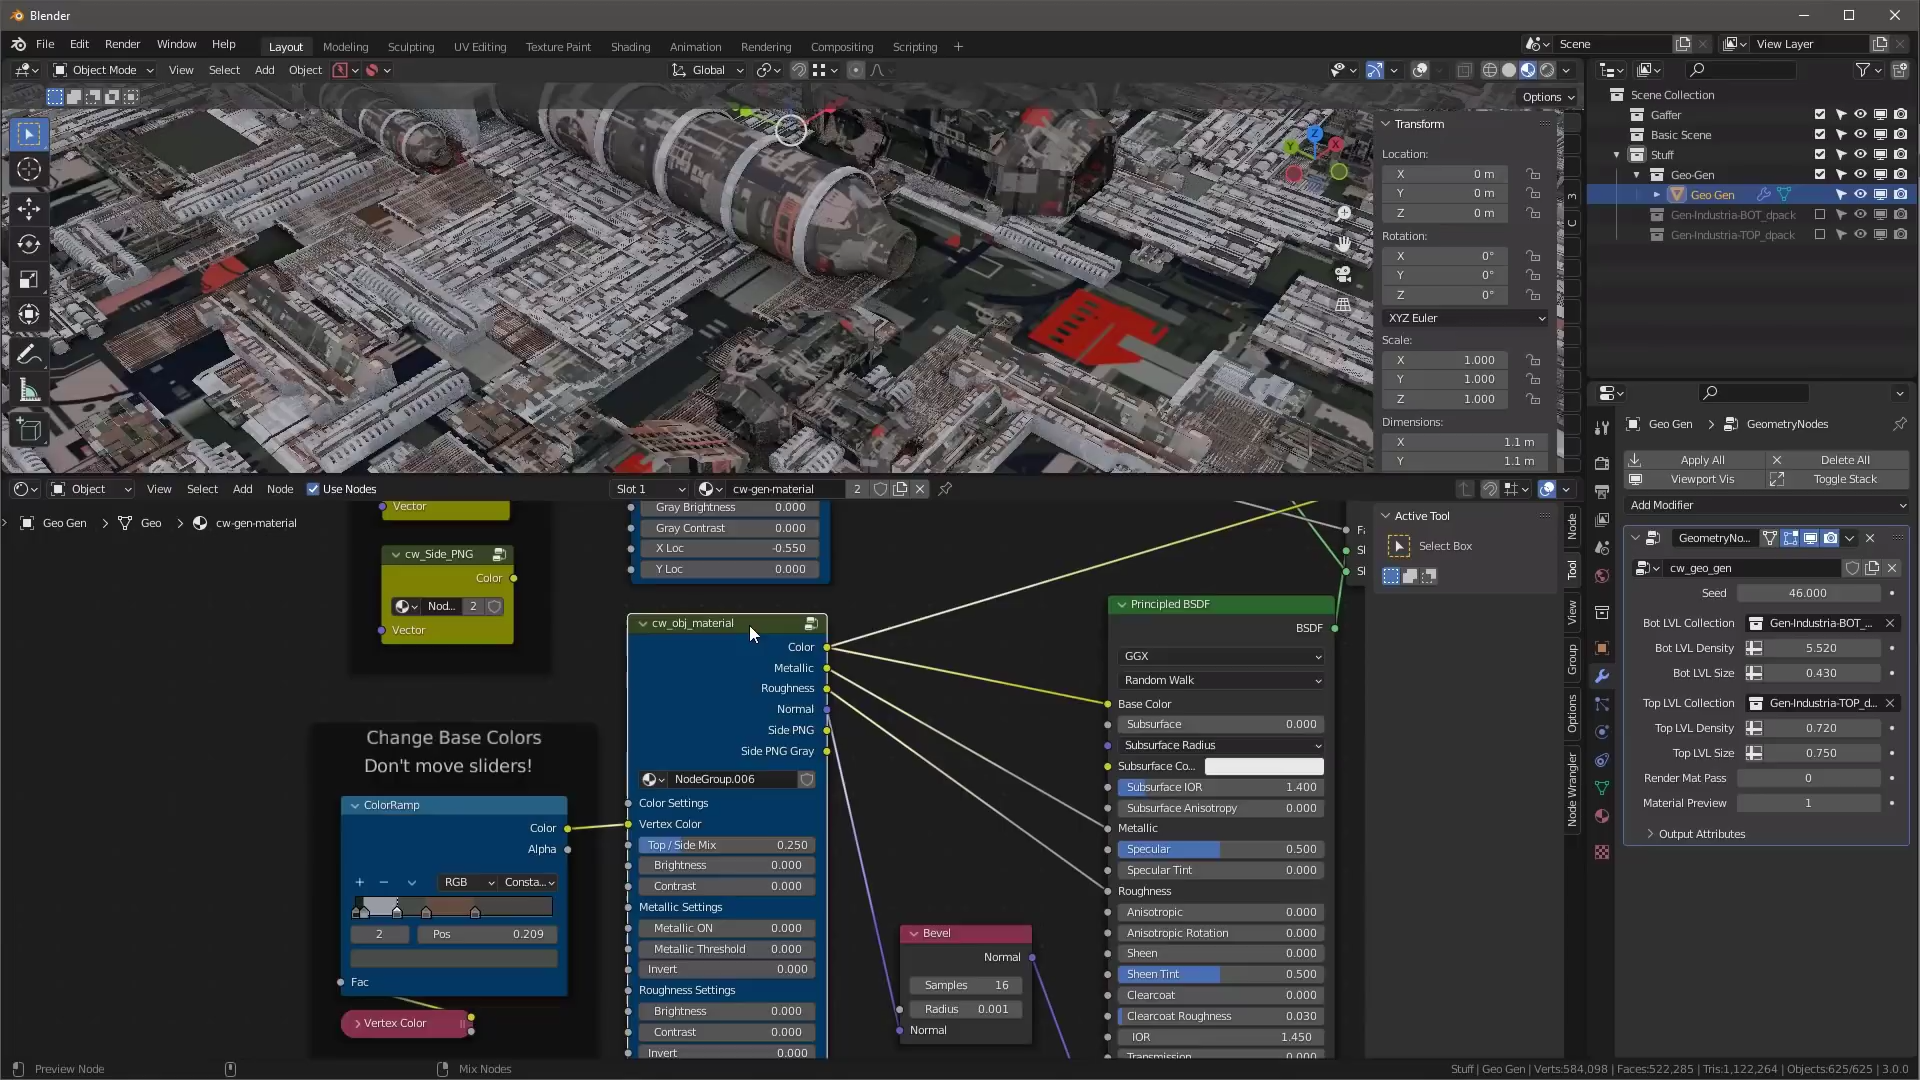 Blender
File Edit Render Window Help Layout Modeling Sculpting UV Editing Texture Paint Shading Animation Rendering Compositing Scripting + Scene View Layer
Object Mode View Select Add Object Global
Options
Transform
Location:
X 0 m
Y 0 m
Z 0 m
Rotation:
X 0°
Y 0°
Z 0°
XYZ Euler
Scale:
X 1.000
Y 1.000
Z 1.000
Dimensions:
X 1.1 m
Y 1.1 m
Z
X
Y
3
C
Scene Collection
Gaffer
Basic Scene
Stuff
Geo-Gen
Geo Gen
Gen-Industria-BOT_dpack
Gen-Industria-TOP_dpack
Geo Gen > GeometryNodes
Apply All Delete All
Viewport Vis Toggle Stack
Add Modifier
GeometryNo...
cw_geo_gen
Seed 46.000
Bot LVL Collection Gen-Industria-BOT_...
Bot LVL Density 5.520
Bot LVL Size 0.430
Top LVL Collection Gen-Industria-TOP_d...
Top LVL Density 0.720
Top LVL Size 0.750
Render Mat Pass 0
Material Preview 1
Output Attributes
Object View Select Add Node Use Nodes Slot 1 cw-gen-material 2
Geo Gen > Geo > cw-gen-material
Vector
cw_Side_PNG
Color
Nod... 2
Vector
Gray Brightness 0.000
Gray Contrast 0.000
X Loc -0.550
Y Loc 0.000
cw_obj_material
Color
Metallic
Roughness
Normal
Side PNG
Side PNG Gray
NodeGroup.006
Color Settings
Vertex Color
Top / Side Mix 0.250
Brightness 0.000
Contrast 0.000
Metallic Settings
Metallic ON 0.000
Metallic Threshold 0.000
Invert 0.000
Roughness Settings
Brightness 0.000
Contrast 0.000
Invert 0.000
Change Base Colors
Don't move sliders!
ColorRamp
Color
Alpha
+ − RGB Consta...
2 Pos 0.209
Fac
Vertex Color
Bevel
Normal
Samples 16
Radius 0.001
Normal
Principled BSDF
BSDF
GGX
Random Walk
Base Color
Subsurface 0.000
Subsurface Radius
Subsurface Co...
Subsurface IOR 1.400
Subsurface Anisotropy 0.000
Metallic
Specular 0.500
Specular Tint 0.000
Roughness
Anisotropic 0.000
Anisotropic Rotation 0.000
Sheen 0.000
Sheen Tint 0.500
Clearcoat 0.000
Clearcoat Roughness 0.030
IOR 1.450
Transmission 0.000
Fa
Sl
Sl
Active Tool
Select Box
Node
Tool
View
Group
Options
Node Wrangler
Preview Node Mix Nodes Stuff | Geo Gen | Verts:584,098 | Faces:522,285 | Tris:1,122,264 | Objects:625/625 | 3.0.0